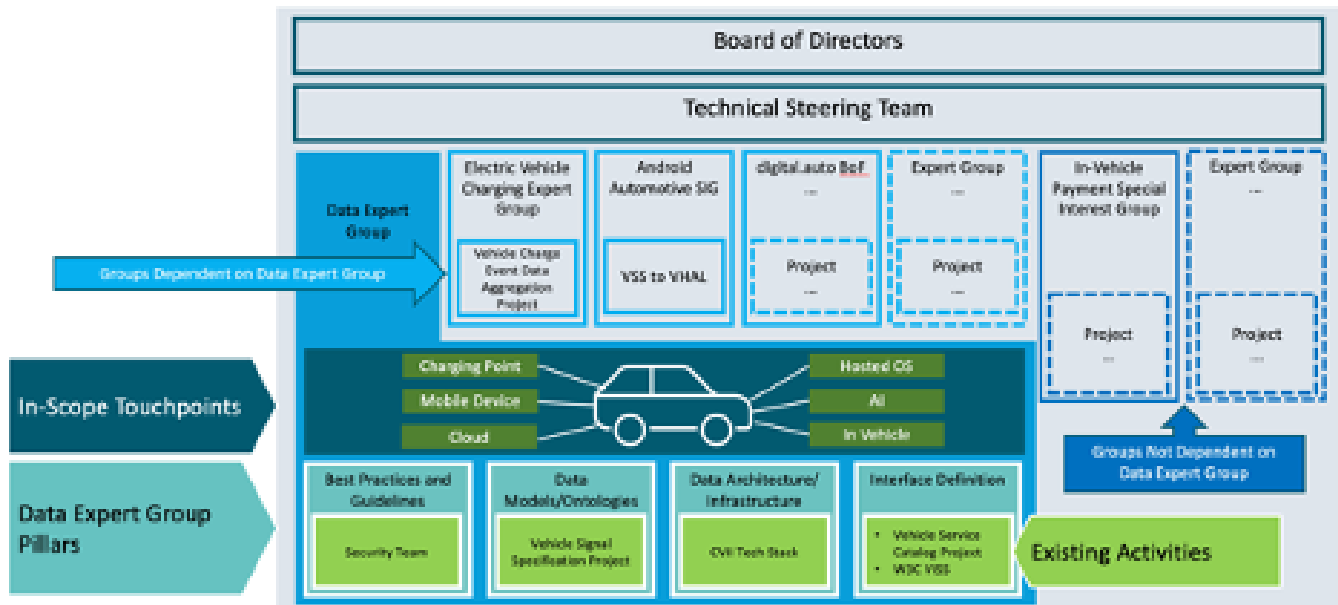 Board of Directors
Technical Steering Team
Data Expert
Group
Electric Vehicle
Charging Expert
Group
Vehicle Charge
Event Data
Aggregation
Project
Android
Automotive SIG
VSS to VHAL
digital.auto BoF
...
Project
...
Expert Group
...
Project
...
In-Vehicle
Payment Special
Interest Group
Project
...
Expert Group
...
Project
...
Groups Dependent on Data Expert Group
In-Scope Touchpoints
Charging Point
Mobile Device
Cloud
Hosted OS
AI
In Vehicle
Groups Not Dependent on
Data Expert Group
Data Expert Group
Pillars
Best Practices and
Guidelines
Security Team
Data
Models/Ontologies
Vehicle Signal
Specification Project
Data Architecture/
Infrastructure
CVII Tech Stack
Interface Definition
• Vehicle Service
Catalog Project
• W3C VISS
Existing Activities